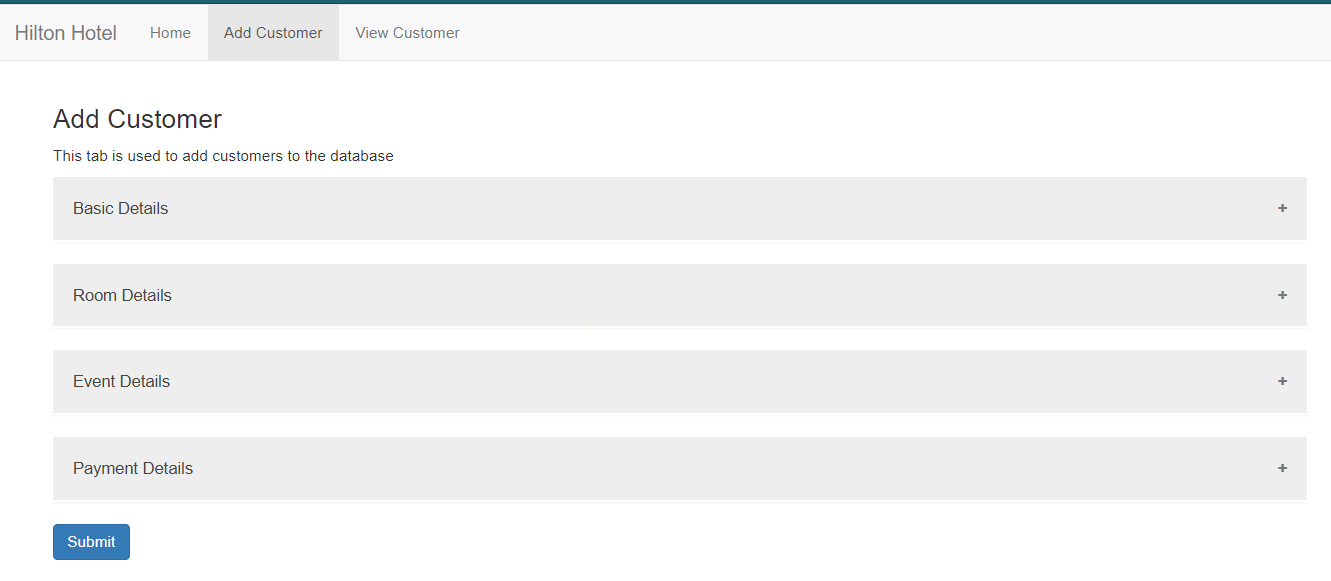 Hilton Hotel Home Add Customer View Customer
Add Customer
This tab is used to add customers to the database
Basic Details +
Room Details +
Event Details +
Payment Details +
Submit